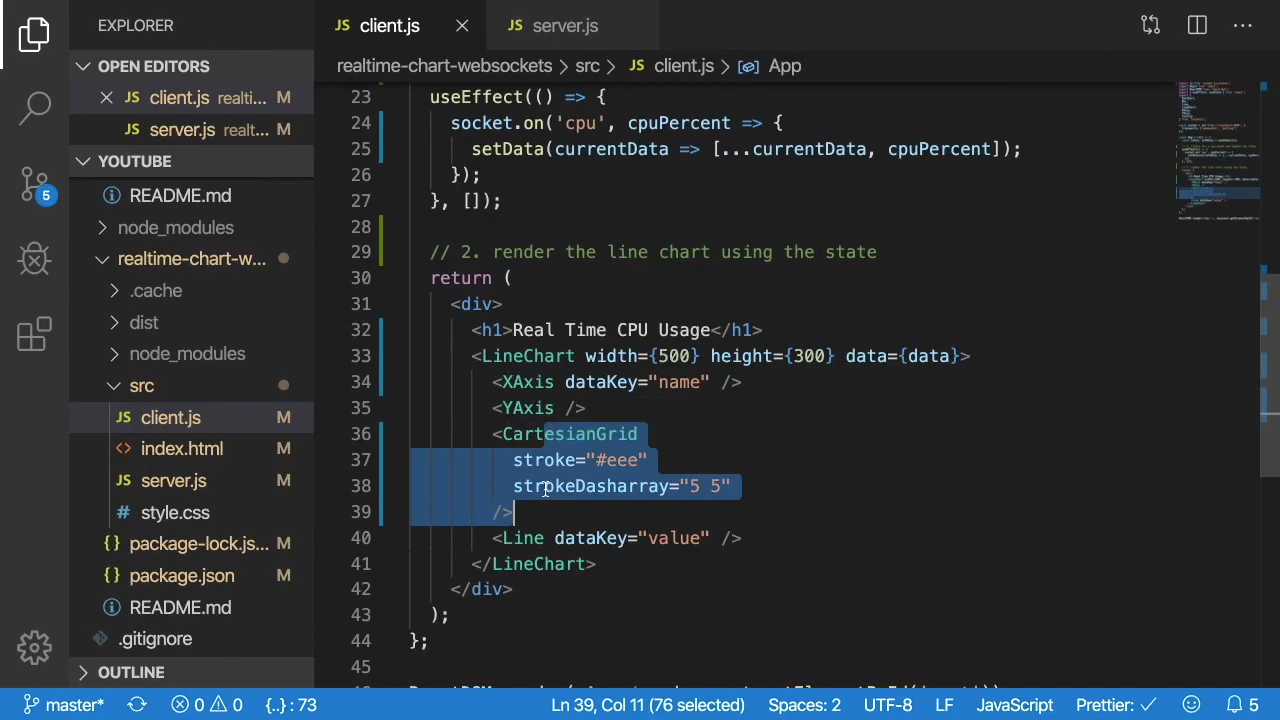 EXPLORER
JS client.js
JS server.js
OPEN EDITORS
JS client.js realti... M
JS server.js realt... M
YOUTUBE
README.md
node_modules
realtime-chart-w...
.cache
dist
node_modules
src
JS client.js M
<> index.html M
JS server.js M
# style.css
{} package-lock.js... M
{} package.json M
README.md
.gitignore
OUTLINE
5
realtime-chart-websockets > src > JS client.js > App
23 useEffect(() => {
24 socket.on('cpu', cpuPercent => {
25 setData(currentData => [...currentData, cpuPercent]);
26 });
27 }, []);
28
29 // 2. render the line chart using the state
30 return (
31 <div>
32 <h1>Real Time CPU Usage</h1>
33 <LineChart width={500} height={300} data={data}>
34 <XAxis dataKey="name" />
35 <YAxis />
36 <CartesianGrid
37 stroke="#eee"
38 strokeDasharray="5 5"
39 />
40 <Line dataKey="value" />
41 </LineChart>
42 </div>
43 );
44 };
45
master* 0 0 {..} : 73 Ln 39, Col 11 (76 selected) Spaces: 2 UTF-8 LF JavaScript Prettier: ✓ 5